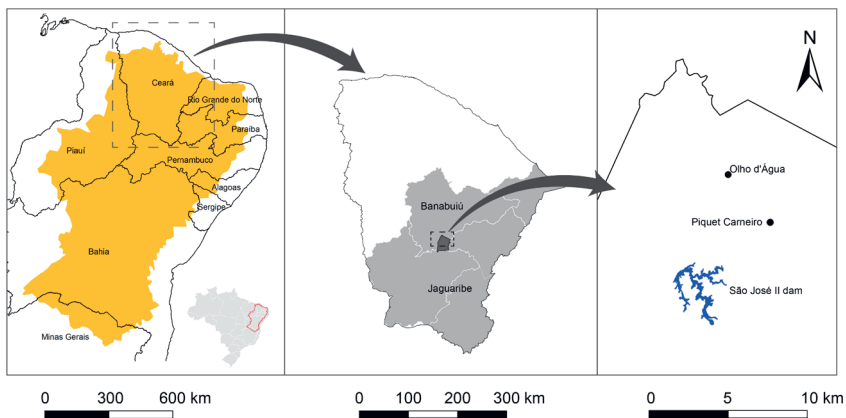 Ceará
Rio Grande do Norte
Paraíba
Piauí
Pernambuco
Alagoas
Sergipe
Bahia
Minas Gerais
0 300 600 km
Banabuiú
Jaguaribe
0 100 200 300 km
N
Olho d'Água
Piquet Carneiro
São José II dam
0 5 10 km